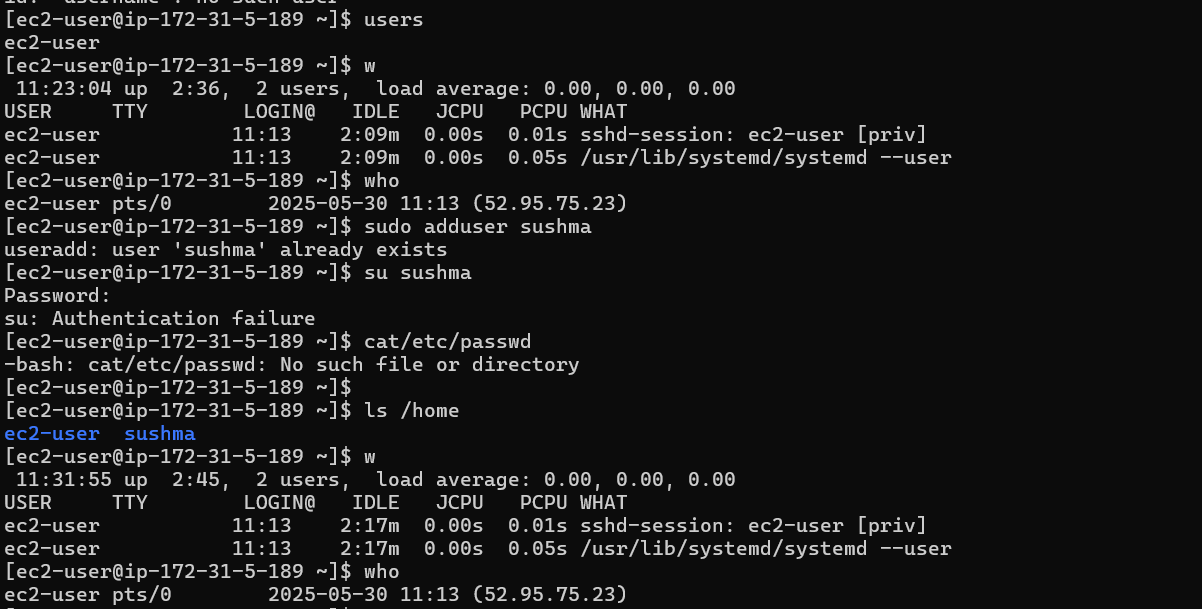 [ec2-user@ip-172-31-5-189 ~]$ users
ec2-user
[ec2-user@ip-172-31-5-189 ~]$ w
 11:23:04 up  2:36,  2 users,  load average: 0.00, 0.00, 0.00
USER     TTY        LOGIN@   IDLE   JCPU   PCPU WHAT
ec2-user           11:13    2:09m  0.00s  0.01s sshd-session: ec2-user [priv]
ec2-user           11:13    2:09m  0.00s  0.05s /usr/lib/systemd/systemd --user
[ec2-user@ip-172-31-5-189 ~]$ who
ec2-user pts/0        2025-05-30 11:13 (52.95.75.23)
[ec2-user@ip-172-31-5-189 ~]$ sudo adduser sushma
useradd: user 'sushma' already exists
[ec2-user@ip-172-31-5-189 ~]$ su sushma
Password:
su: Authentication failure
[ec2-user@ip-172-31-5-189 ~]$ cat/etc/passwd
-bash: cat/etc/passwd: No such file or directory
[ec2-user@ip-172-31-5-189 ~]$
[ec2-user@ip-172-31-5-189 ~]$ ls /home
ec2-user  sushma
[ec2-user@ip-172-31-5-189 ~]$ w
 11:31:55 up  2:45,  2 users,  load average: 0.00, 0.00, 0.00
USER     TTY        LOGIN@   IDLE   JCPU   PCPU WHAT
ec2-user           11:13    2:17m  0.00s  0.01s sshd-session: ec2-user [priv]
ec2-user           11:13    2:17m  0.00s  0.05s /usr/lib/systemd/systemd --user
[ec2-user@ip-172-31-5-189 ~]$ who
ec2-user pts/0        2025-05-30 11:13 (52.95.75.23)